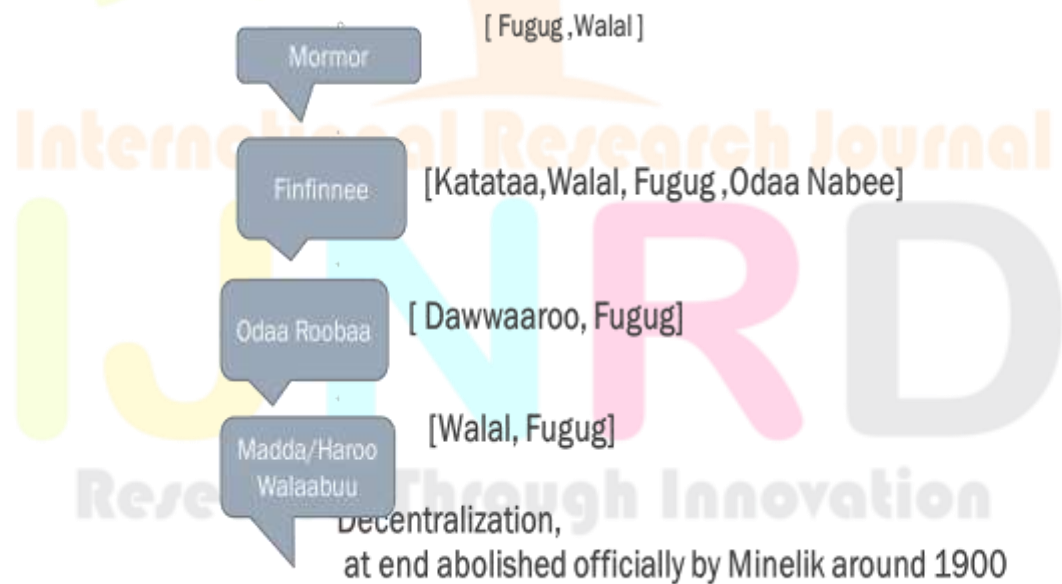 [ Fugug ,Walal ]
Mormor
International Research Journal
Finfinnee
[Katataa,Walal, Fugug ,Odaa Nabee]
IJNRD
Odaa Roobaa
[ Dawwaaroo, Fugug]
Madda/Haroo
Walaabuu
[Walal, Fugug]
Research Through Innovation
Decentralization,
at end abolished officially by Minelik around 1900